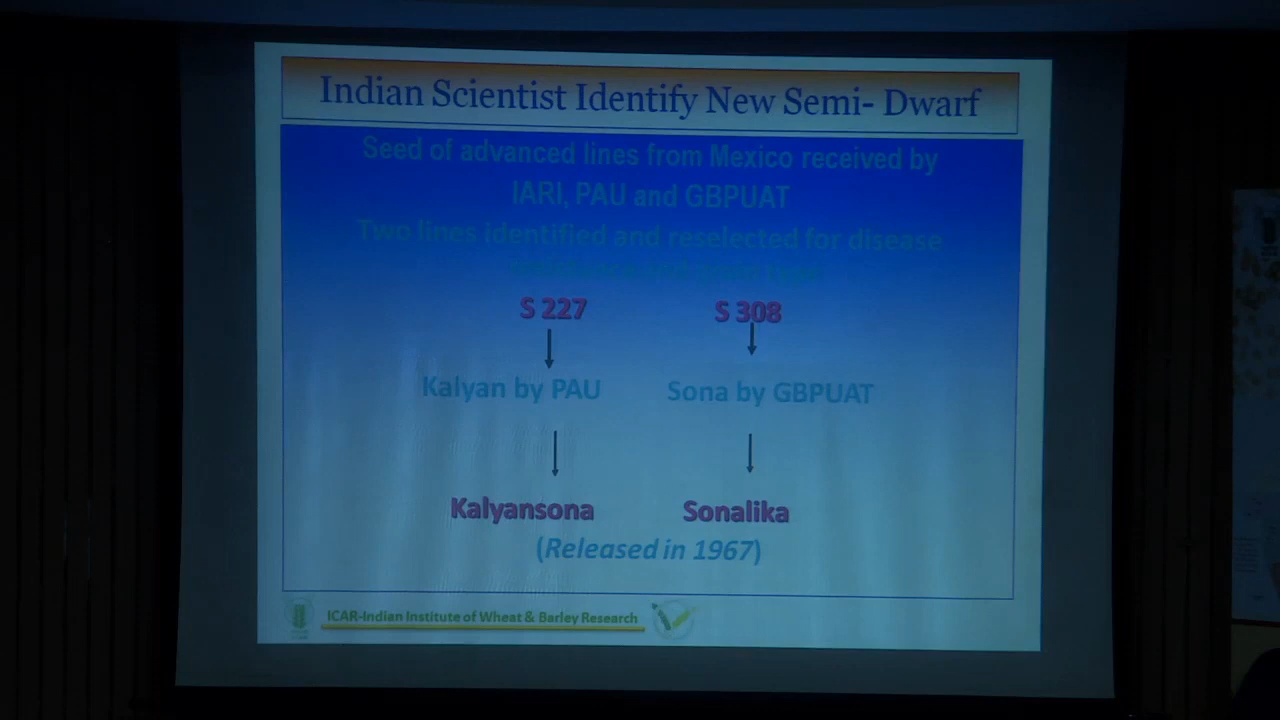 Indian Scientist Identify New Semi- Dwarf
Seed of advanced lines from Mexico received by
IARI, PAU and GBPUAT
Two lines identified and reselected for disease
S 227 S 308
Kalyan by PAU Sona by GBPUAT
Kalyansona Sonalika
(Released in 1967)
ICAR-Indian Institute of Wheat & Barley Research